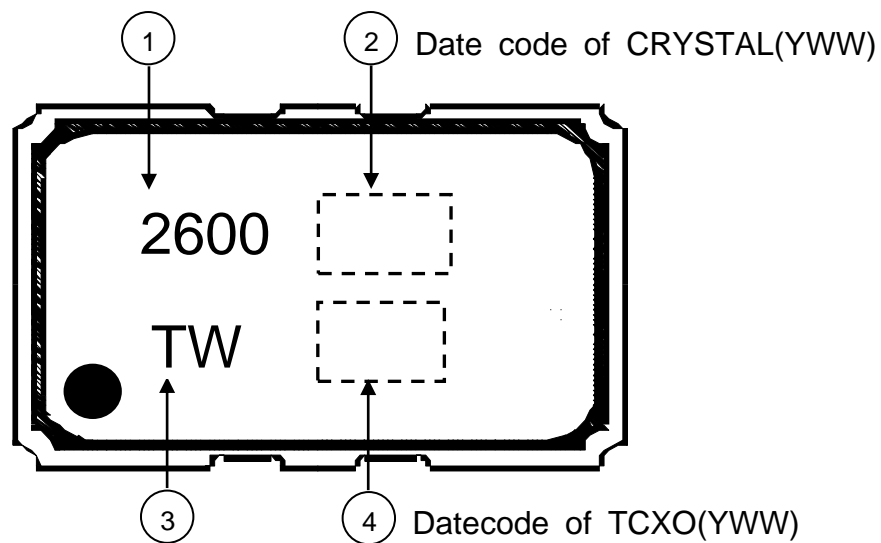 1
2 Date code of CRYSTAL(YWW)
2600
TW
3
4 Datecode of TCXO(YWW)